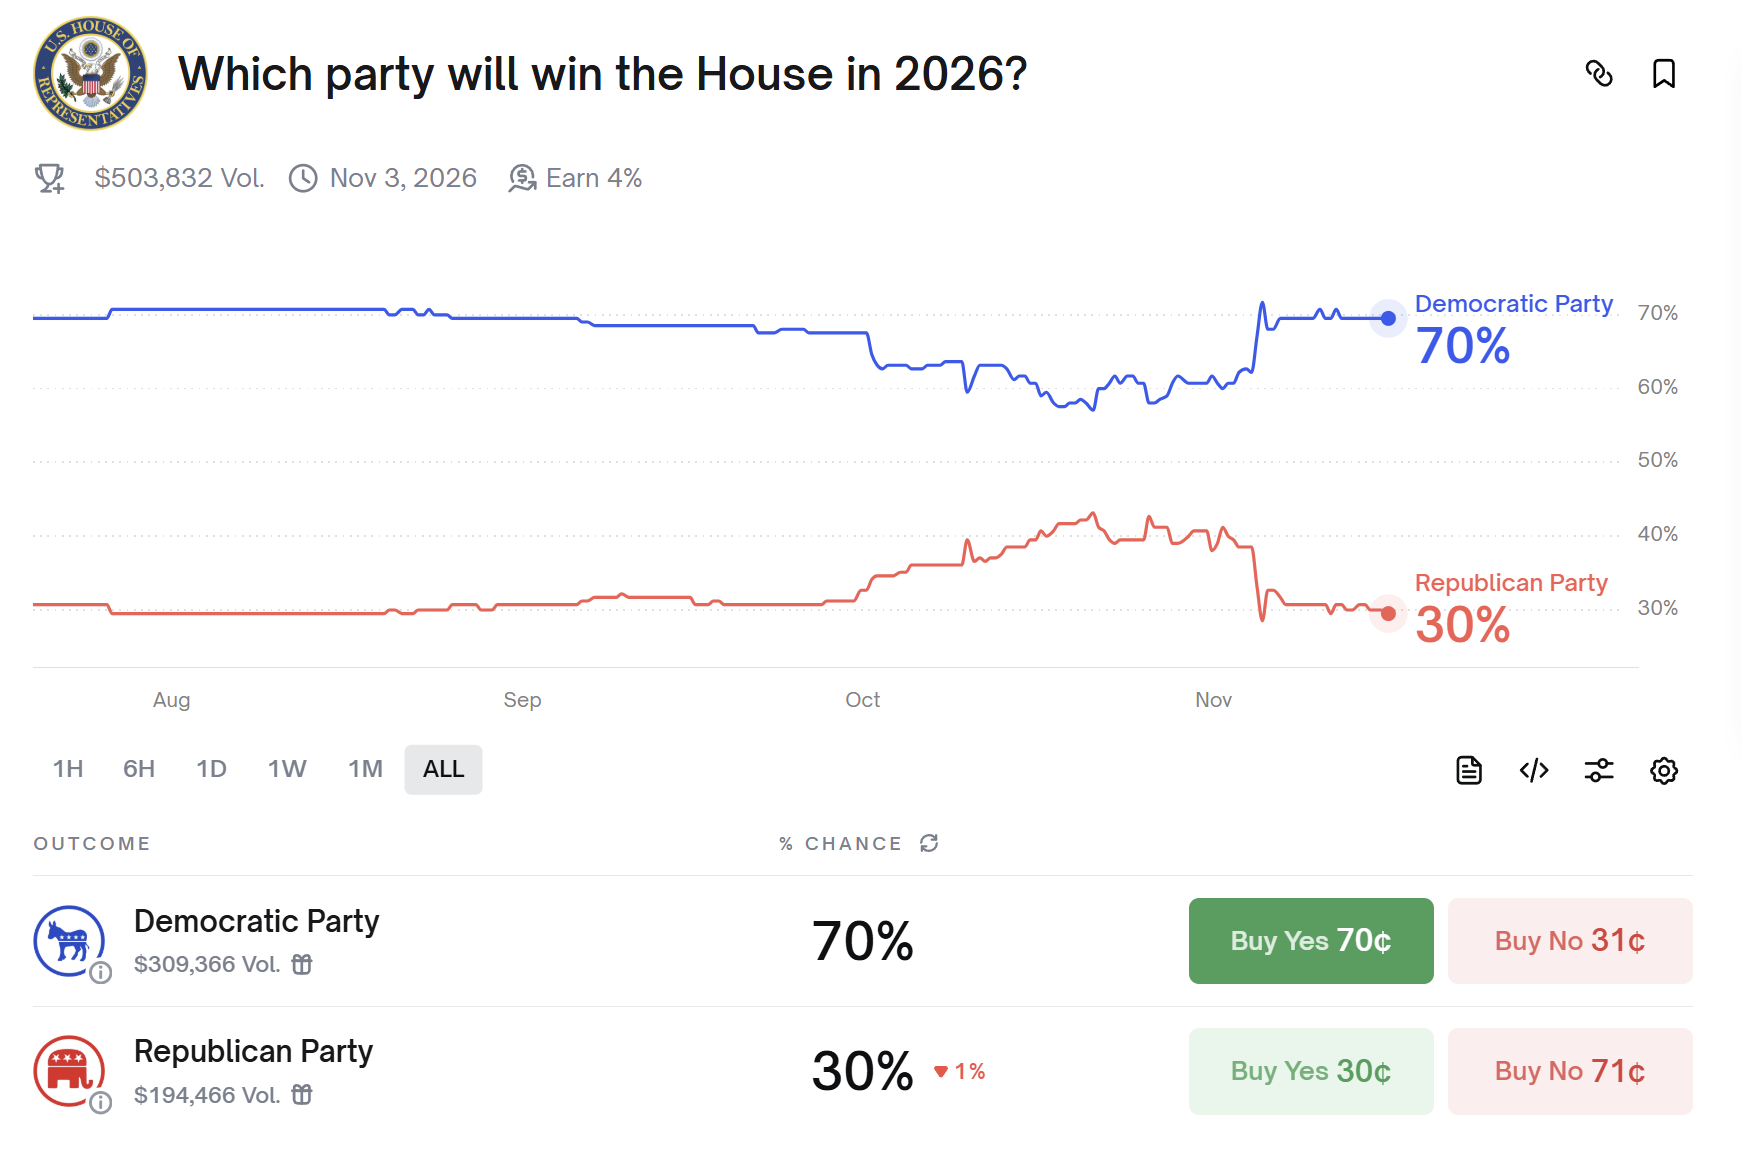 U.S. HOUSE OF
REPRESENTATIVES
Which party will win the House in 2026?
$503,832 Vol. Nov 3, 2026 Earn 4%
Democratic Party
70%
70%
60%
50%
40%
Republican Party
30%
30%
Aug Sep Oct Nov
1H 6H 1D 1W 1M ALL
OUTCOME % CHANCE
Democratic Party
$309,366 Vol.
70%
Buy Yes 70¢ Buy No 31¢
Republican Party
$194,466 Vol.
30% 1%
Buy Yes 30¢ Buy No 71¢